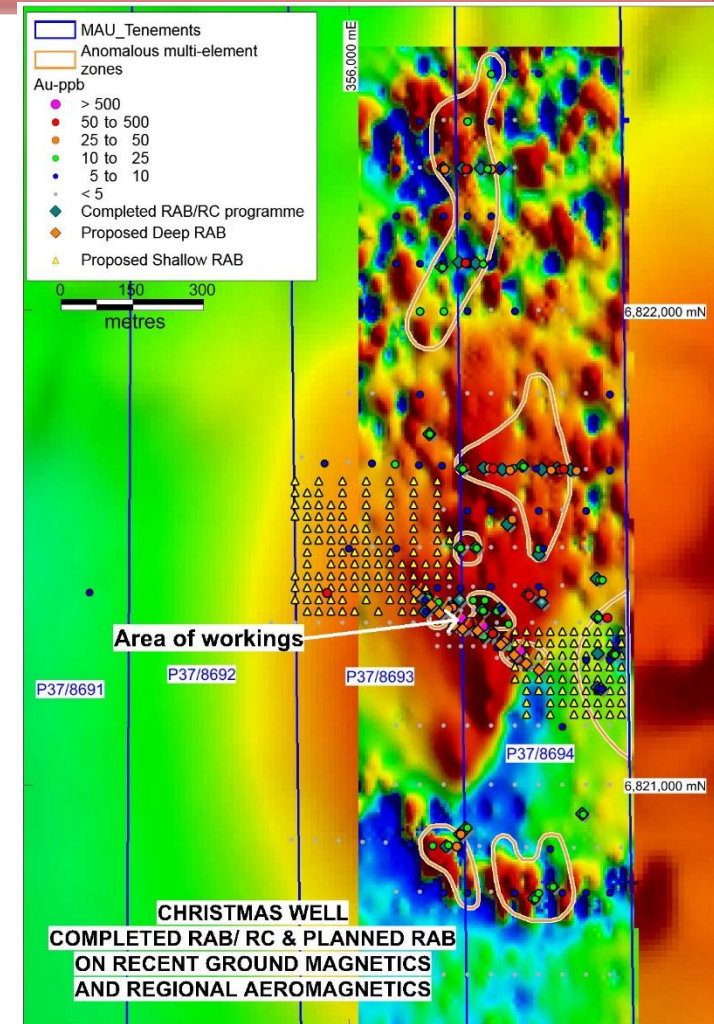 MAU_Tenements
Anomalous multi-element
zones
Au-ppb
> 500
50 to 500
25 to 50
10 to 25
5 to 10
< 5
Completed RAB/RC programme
Proposed Deep RAB
Proposed Shallow RAB
0 150 300
metres
356,000 mE
6,822,000 mN
Area of workings
P37/8691
P37/8692
P37/8693
P37/8694
6,821,000 mN
CHRISTMAS WELL
COMPLETED RAB/ RC & PLANNED RAB
ON RECENT GROUND MAGNETICS
AND REGIONAL AEROMAGNETICS